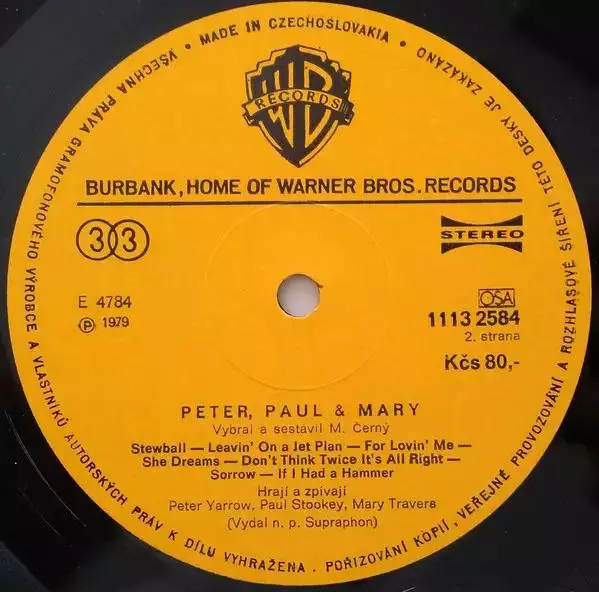 VŠECHNA PRÁVA GRAMOFONOVÉHO VÝROBCE A VLASTNÍKŮ AUTORSKÝCH PRÁV K DÍLU VYHRAŽENA. POŘIZOVÁNÍ KOPIÍ, VEŘEJNÉ PROVOZOVÁNÍ A ROZHLASOVÉ ŠÍŘENÍ TÉTO DESKY JE ZAKÁZÁNO • MADE IN CZECHOSLOVAKIA •
WB
RECORDS
BURBANK, HOME OF WARNER BROS. RECORDS
33
STEREO
E 4784
Ⓟ 1979
OSA
1113 2584
2. strana
Kčs 80,-
PETER, PAUL & MARY
Vybral a sestavil M. Černý
Stewball — Leavin' On a Jet Plan — For Lovin' Me —
She Dreams — Don't Think Twice It's All Right —
Sorrow — If I Had a Hammer
Hrají a zpívají
Peter Yarrow, Paul Stookey, Mary Travers
(Vydal n. p. Supraphon)